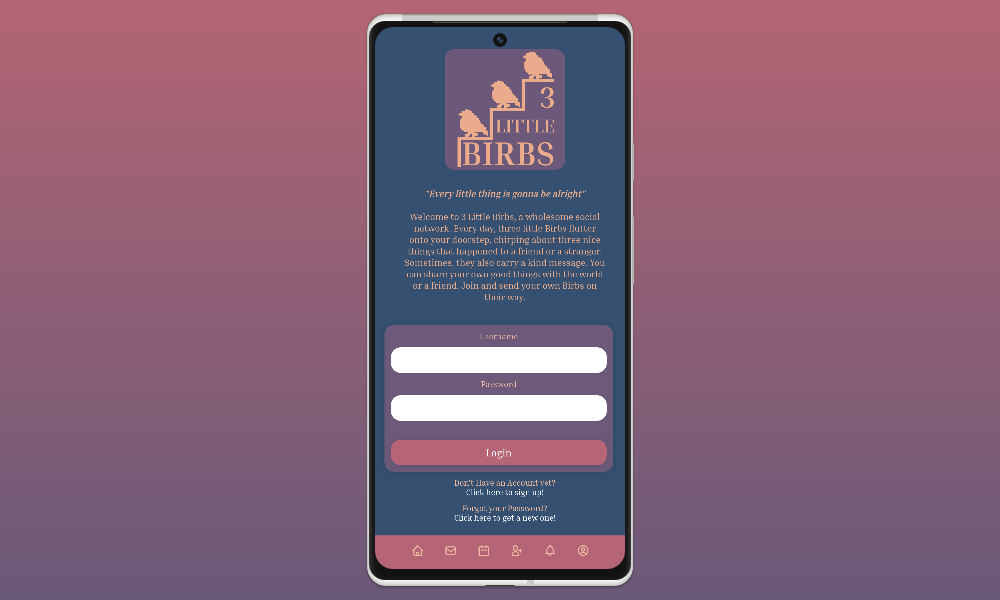 3
LITTLE
BIRBS
"Every little thing is gonna be alright"
Welcome to 3 Little Birbs, a wholesome social
network. Every day, three little Birbs flutter
onto your doorstep, chirping about three nice
things that happened to a friend or a stranger.
Sometimes, they also carry a kind message. You
can share your own good things with the world
or a friend. Join and send your own Birbs on
their way.
Username
Password
Login
Don't Have an Account yet?
Click here to sign up!
Forgot your Password?
Click here to get a new one!